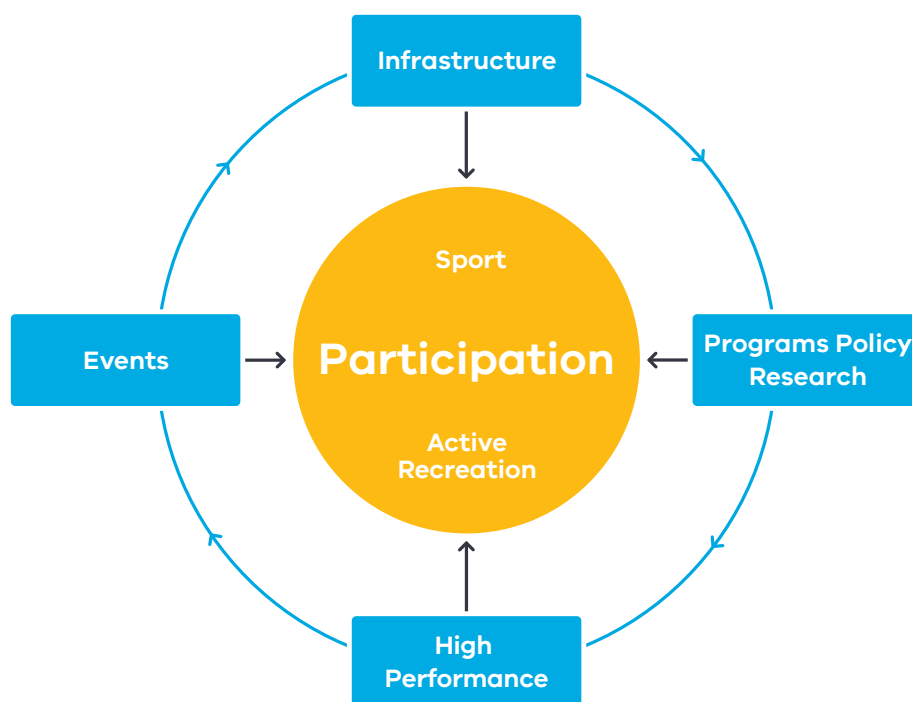 Infrastructure
Sport
Events
Participation
Programs Policy
Research
Active
Recreation
High
Performance